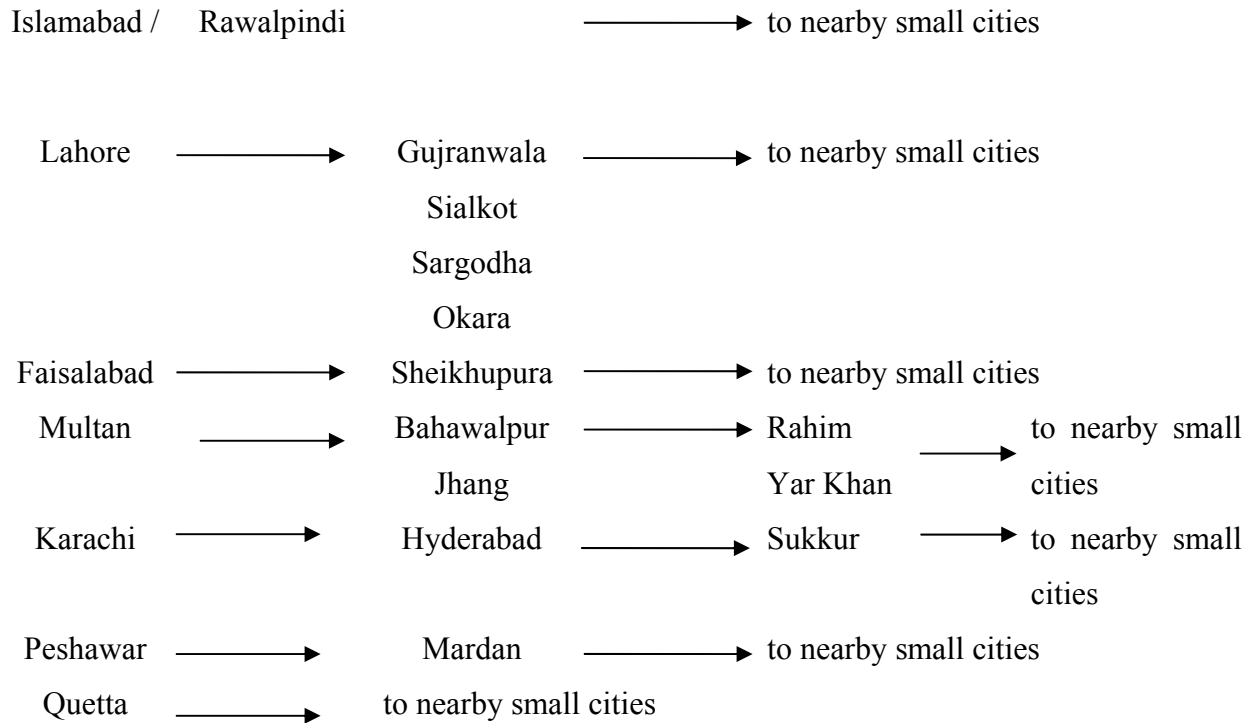 Islamabad / Rawalpindi → to nearby small cities
Lahore → Gujranwala → to nearby small cities
Sialkot
Sargodha
Okara
Faisalabad → Sheikhupura → to nearby small cities
Multan → Bahawalpur → Rahim → to nearby small
Jhang Yar Khan cities
Karachi → Hyderabad → Sukkur → to nearby small
cities
Peshawar → Mardan → to nearby small cities
Quetta → to nearby small cities